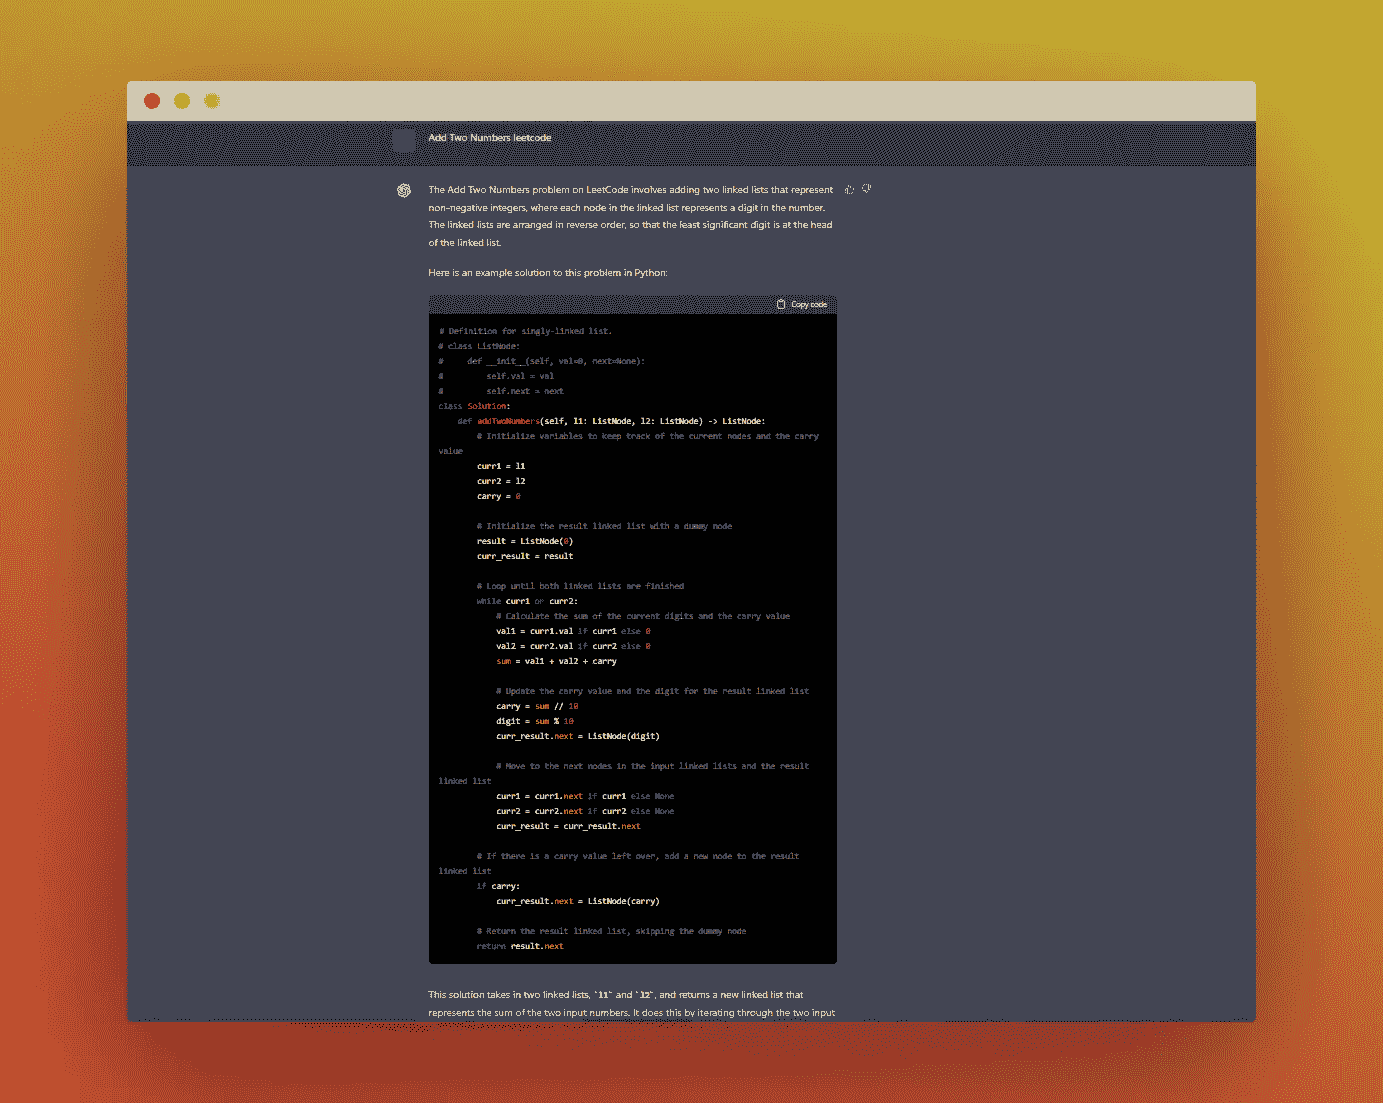 Add Two Numbers leetcode
The Add Two Numbers problem on LeetCode involves adding two linked lists that represent
non-negative integers, where each node in the linked list represents a digit in the number.
The linked lists are arranged in reverse order, so that the least significant digit is at the head
of the linked list.
Here is an example solution to this problem in Python:
Copy code
# Definition for singly-linked list.
# class ListNode:
#     def __init__(self, val=0, next=None):
#         self.val = val
#         self.next = next
class Solution:
    def addTwoNumbers(self, l1: ListNode, l2: ListNode) -> ListNode:
        # Initialize variables to keep track of the current nodes and the carry
value
        curr1 = l1
        curr2 = l2
        carry = 0
        # Initialize the result linked list with a dummy node
        result = ListNode(0)
        curr_result = result
        # Loop until both linked lists are finished
        while curr1 or curr2:
            # Calculate the sum of the current digits and the carry value
            val1 = curr1.val if curr1 else 0
            val2 = curr2.val if curr2 else 0
            sum = val1 + val2 + carry
            # Update the carry value and the digit for the result linked list
            carry = sum // 10
            digit = sum % 10
            curr_result.next = ListNode(digit)
            # Move to the next nodes in the input linked lists and the result
linked list
            curr1 = curr1.next if curr1 else None
            curr2 = curr2.next if curr2 else None
            curr_result = curr_result.next
        # If there is a carry value left over, add a new node to the result
linked list
        if carry:
            curr_result.next = ListNode(carry)
        # Return the result linked list, skipping the dummy node
        return result.next
This solution takes in two linked lists, `l1` and `l2`, and returns a new linked list that
represents the sum of the two input numbers. It does this by iterating through the two input